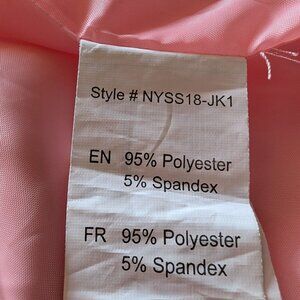 Style # NYSS18-JK1
EN 95% Polyester
5% Spandex
FR 95% Polyester
5% Spandex